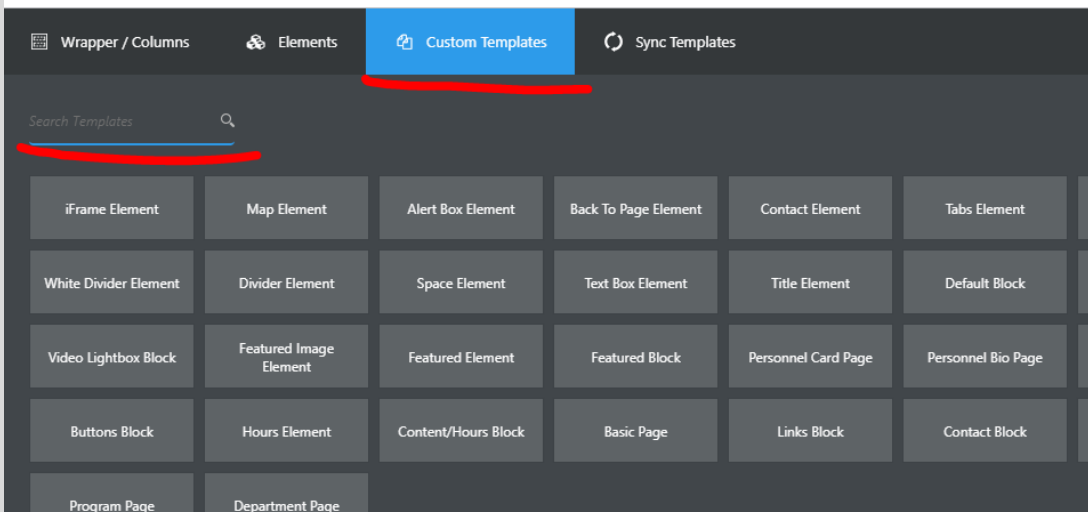 Wrapper / Columns
Elements
Custom Templates
Sync Templates
Search Templates
iFrame Element
Map Element
Alert Box Element
Back To Page Element
Contact Element
Tabs Element
White Divider Element
Divider Element
Space Element
Text Box Element
Title Element
Default Block
Video Lightbox Block
Featured Image
Element
Featured Element
Featured Block
Personnel Card Page
Personnel Bio Page
Buttons Block
Hours Element
Content/Hours Block
Basic Page
Links Block
Contact Block
Program Page
Department Page